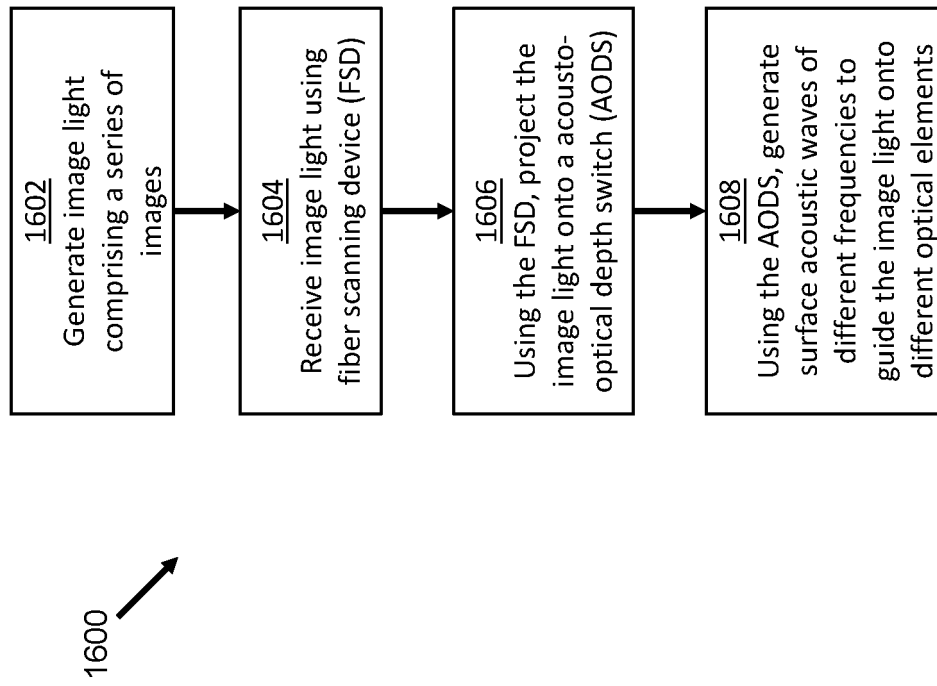 1600
1602
Generate image light
comprising a series of
images
1604
Receive image light using
fiber scanning device (FSD)
1606
Using the FSD, project the
image light onto a acousto-
optical depth switch (AODS)
1608
Using the AODS, generate
surface acoustic waves of
different frequencies to
guide the image light onto
different optical elements